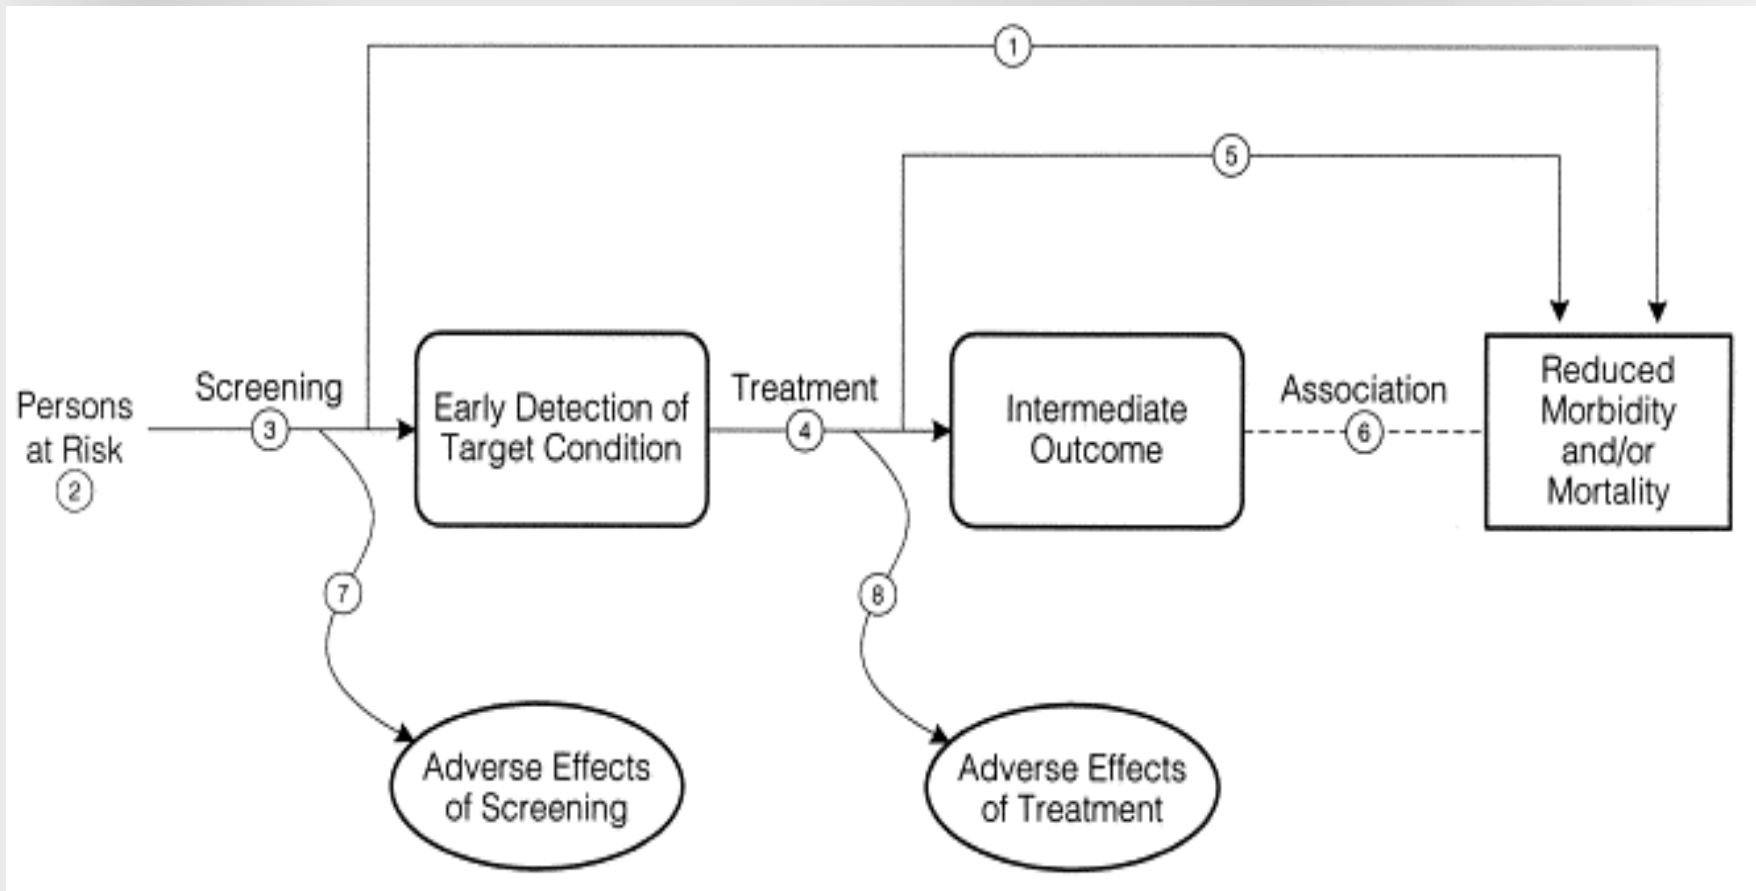 1
5
Screening
3
Persons
at Risk
2
Early Detection of
Target Condition
Treatment
4
Intermediate
Outcome
Association
6
Reduced
Morbidity
and/or
Mortality
7
8
Adverse Effects
of Screening
Adverse Effects
of Treatment